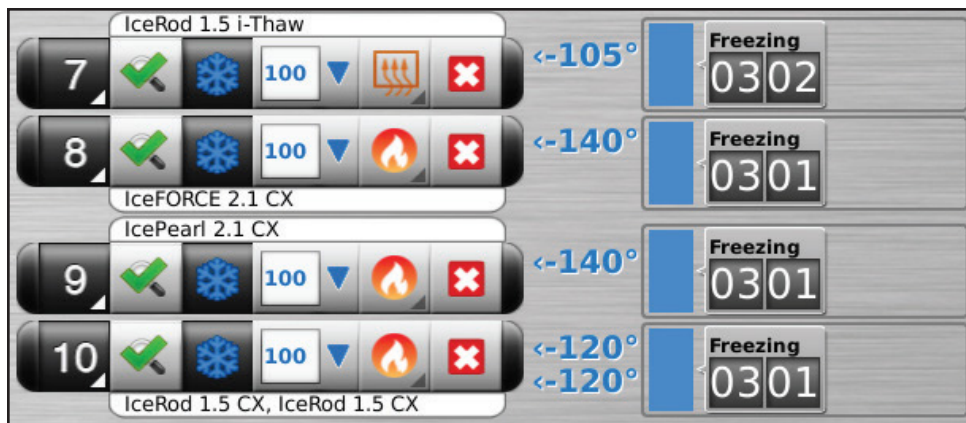 IceRod 1.5 i-Thaw
7 100 <-105° Freezing 03 02
8 100 <-140° Freezing 03 01
IceFORCE 2.1 CX
IcePearl 2.1 CX
9 100 <-140° Freezing 03 01
10 100 <-120° Freezing 03 01
<-120°
IceRod 1.5 CX, IceRod 1.5 CX